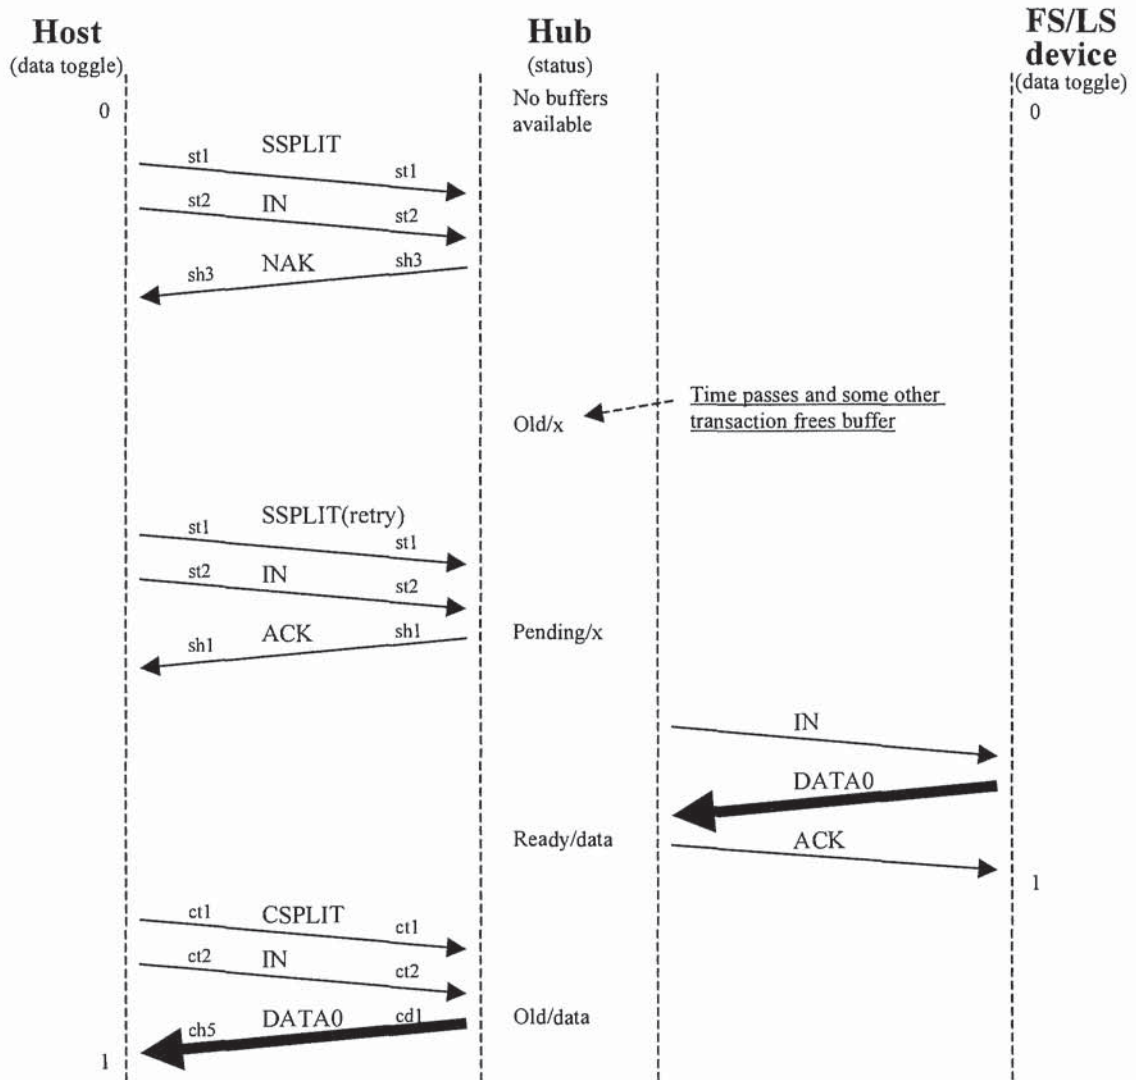 Host
(data toggle)
Hub
(status)
FS/LS
device
(data toggle)
0
No buffers
available
0
st1 SSPLIT st1
st2 IN st2
sh3 NAK sh3
Time passes and some other
transaction frees buffer
Old/x
st1 SSPLIT(retry) st1
st2 IN st2
sh1 ACK sh1
Pending/x
IN
DATA0
Ready/data
ACK
1
ct1 CSPLIT ct1
ct2 IN ct2
ch5 DATA0 cd1
Old/data
1